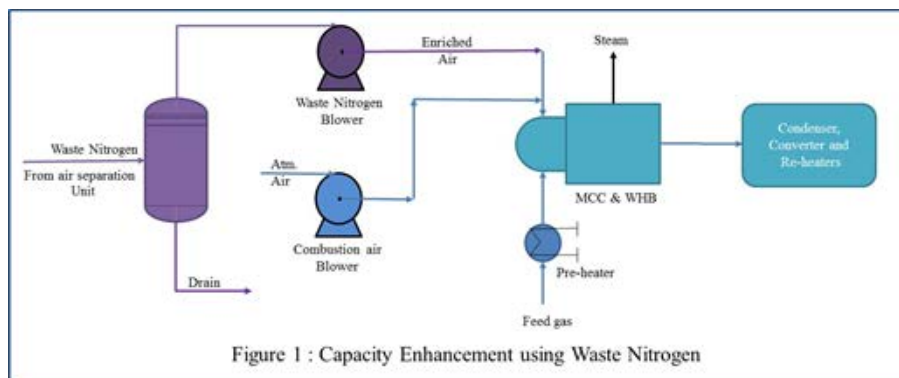 Steam
Enriched
Air
Waste Nitrogen
Blower
Waste Nitrogen
From air separation
Unit
Atm.
Air
Condenser,
Converter and
Re-heaters
MCC & WHB
Combustion air
Blower
Pre-heater
Drain
Feed gas
Figure 1 : Capacity Enhancement using Waste Nitrogen